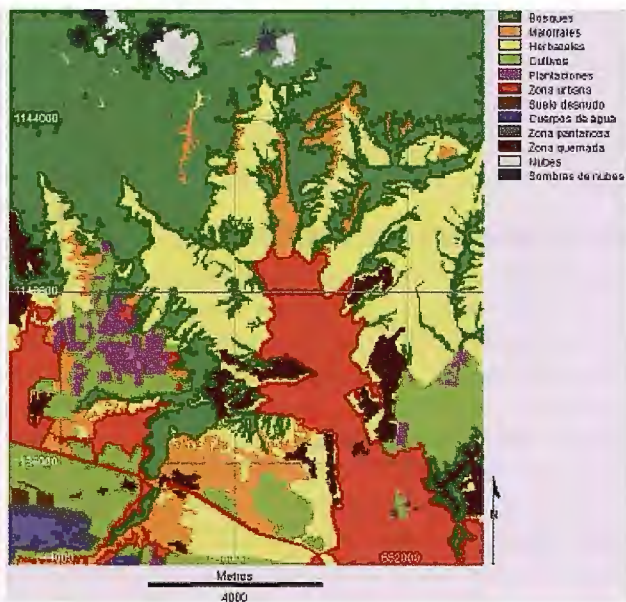 Bosques
Matorrales
Herbazales
Cultivos
Plantaciones
Zona urbana
Suelo desnudo
Cuerpos de agua
Zona pantanosa
Zona quemada
Nubes
Sombras de nubes
1144000
652000
N
Metros
4000